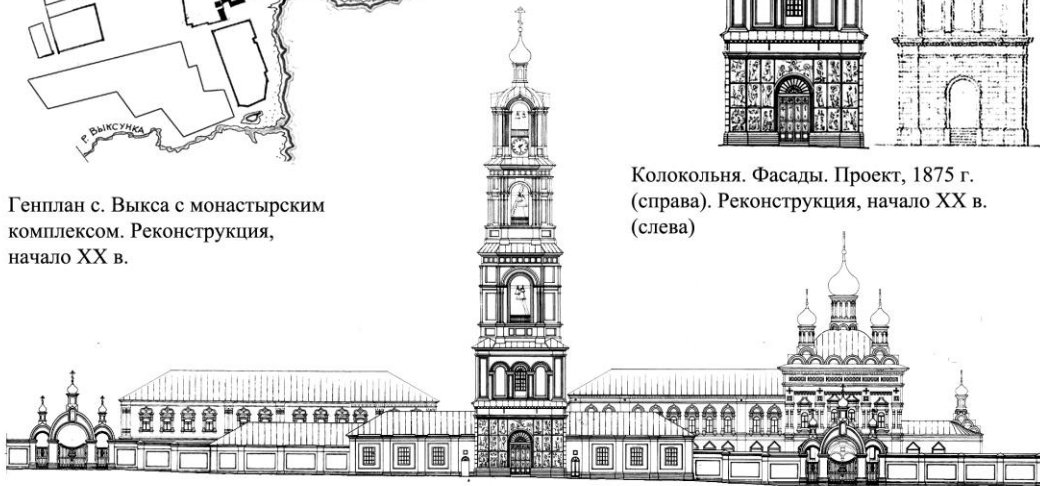 р. Выксунка
Генплан с. Выкса с монастырским
комплексом. Реконструкция,
начало XX в.
Колокольня. Фасады. Проект, 1875 г.
(справа). Реконструкция, начало XX в.
(слева)